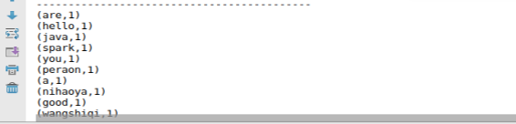 -------------------------------------------
(are,1)
(hello,1)
(java,1)
(spark,1)
(you,1)
(peraon,1)
(a,1)
(nihaoya,1)
(good,1)
(wangshiqi,1)